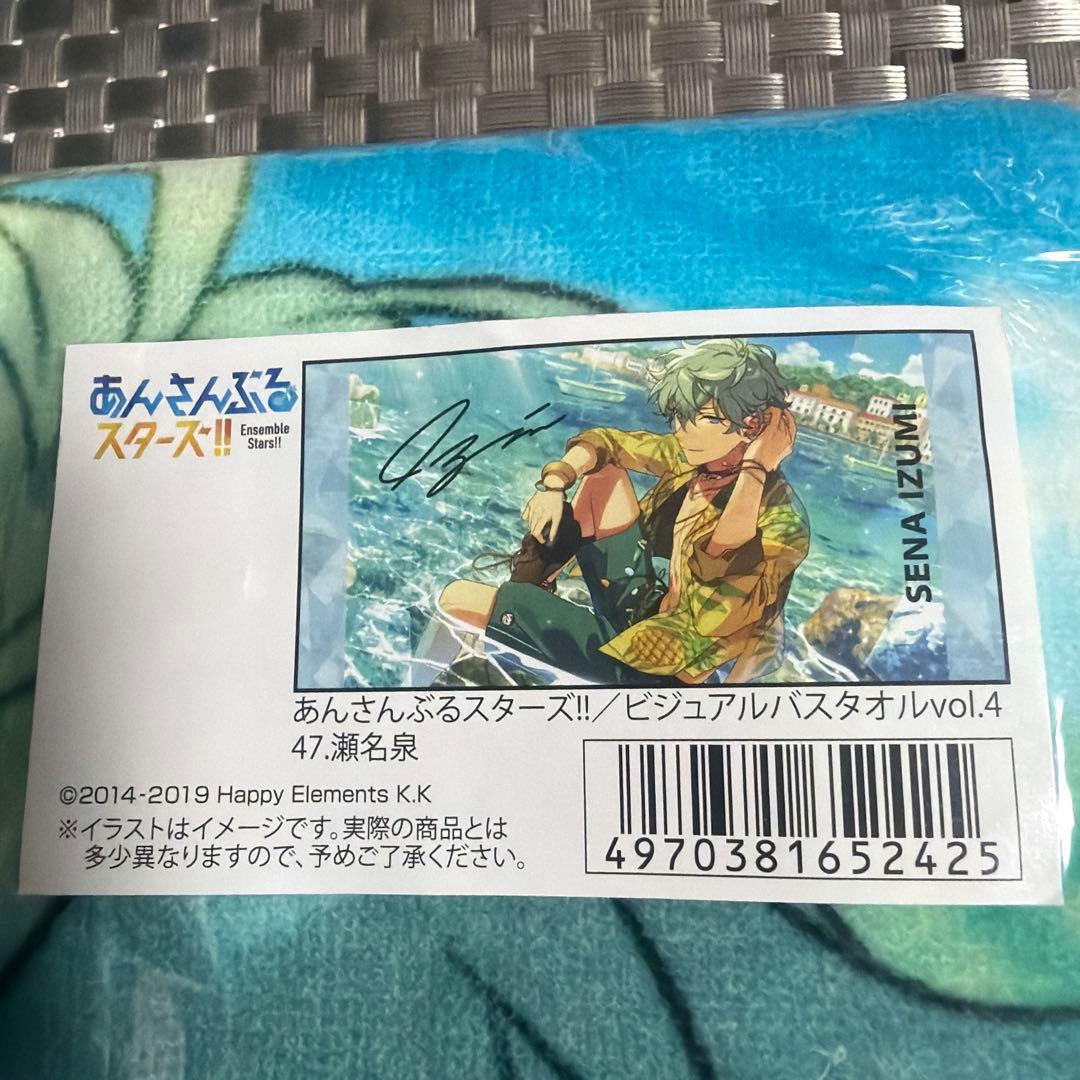 あんさんぶる
スターズ!!
Ensemble
Stars!!
Izumi
SENA IZUMI
あんさんぶるスターズ!!／ビジュアルバスタオルvol.4
47.瀬名泉
©2014-2019 Happy Elements K.K
※イラストはイメージです。実際の商品とは
多少異なりますので、予めご了承ください。
4970381652425